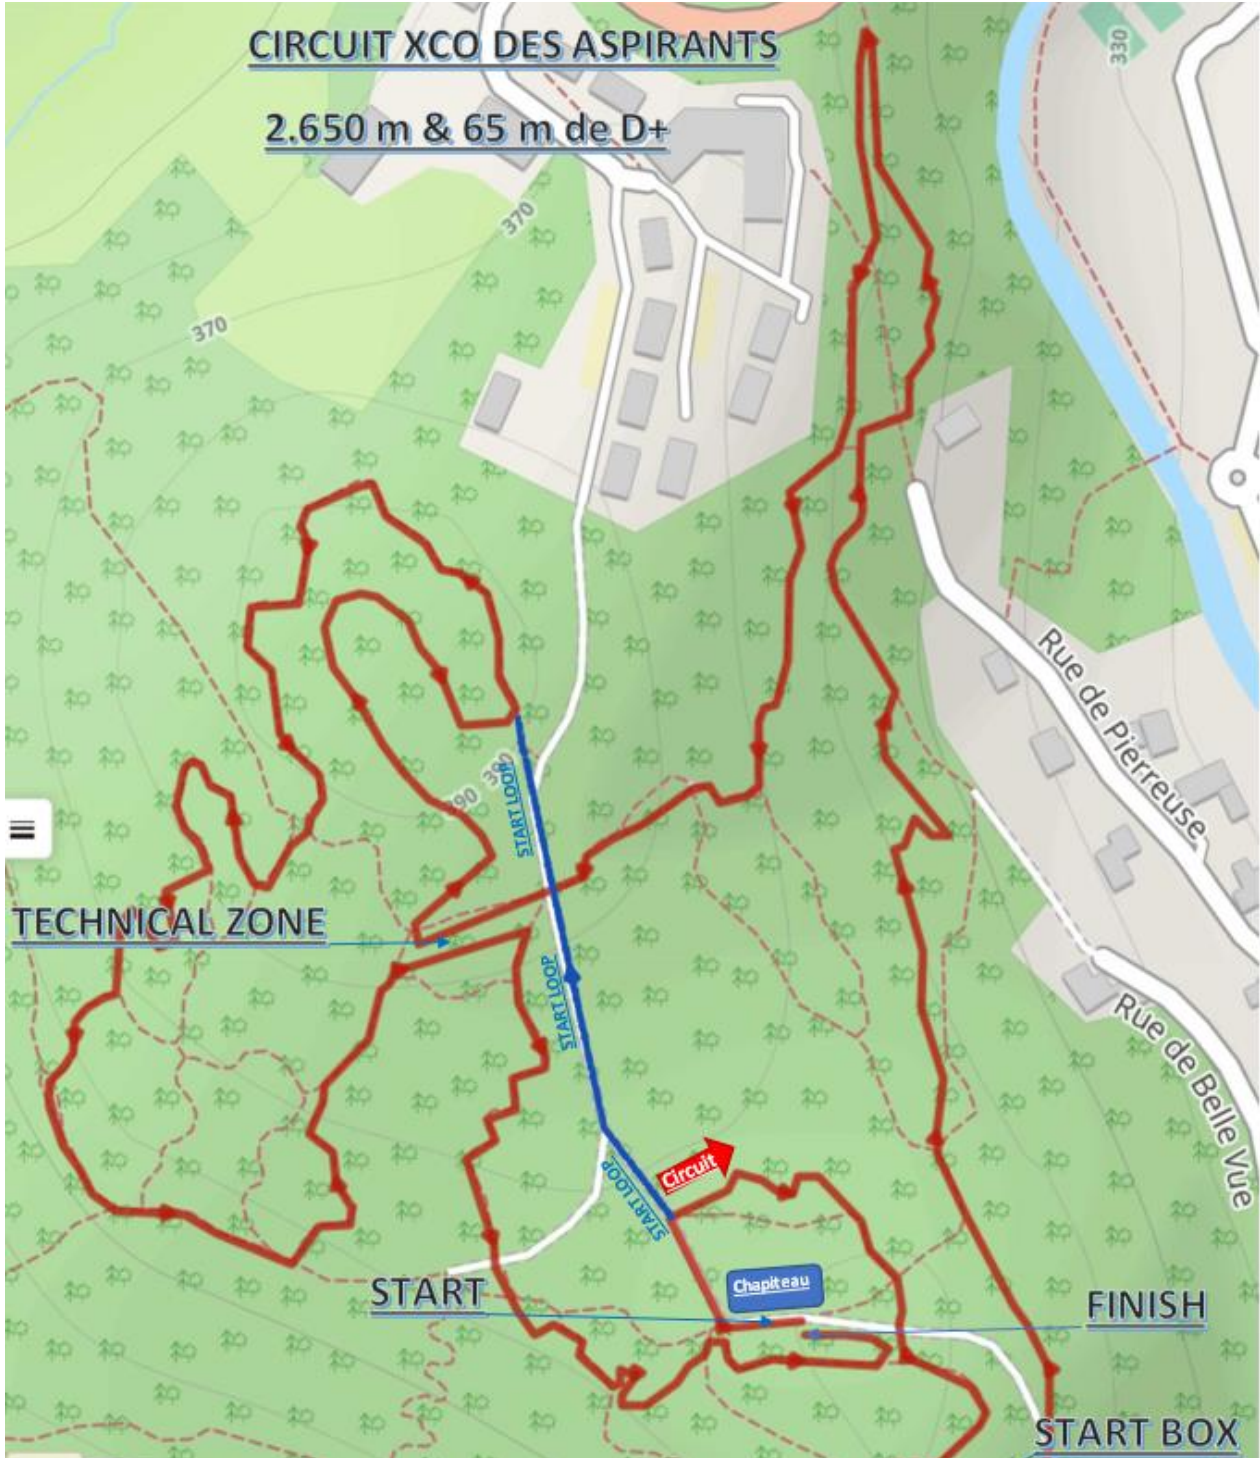 CIRCUIT XCO DES ASPIRANTS
2.650 m & 65 m de D+
330
370
370
Rue de Pierreuse
390
START LOOP
TECHNICAL ZONE
START LOOP
Rue de Belle Vue
Circuit
START LOOP
Chapiteau
START
FINISH
START BOX